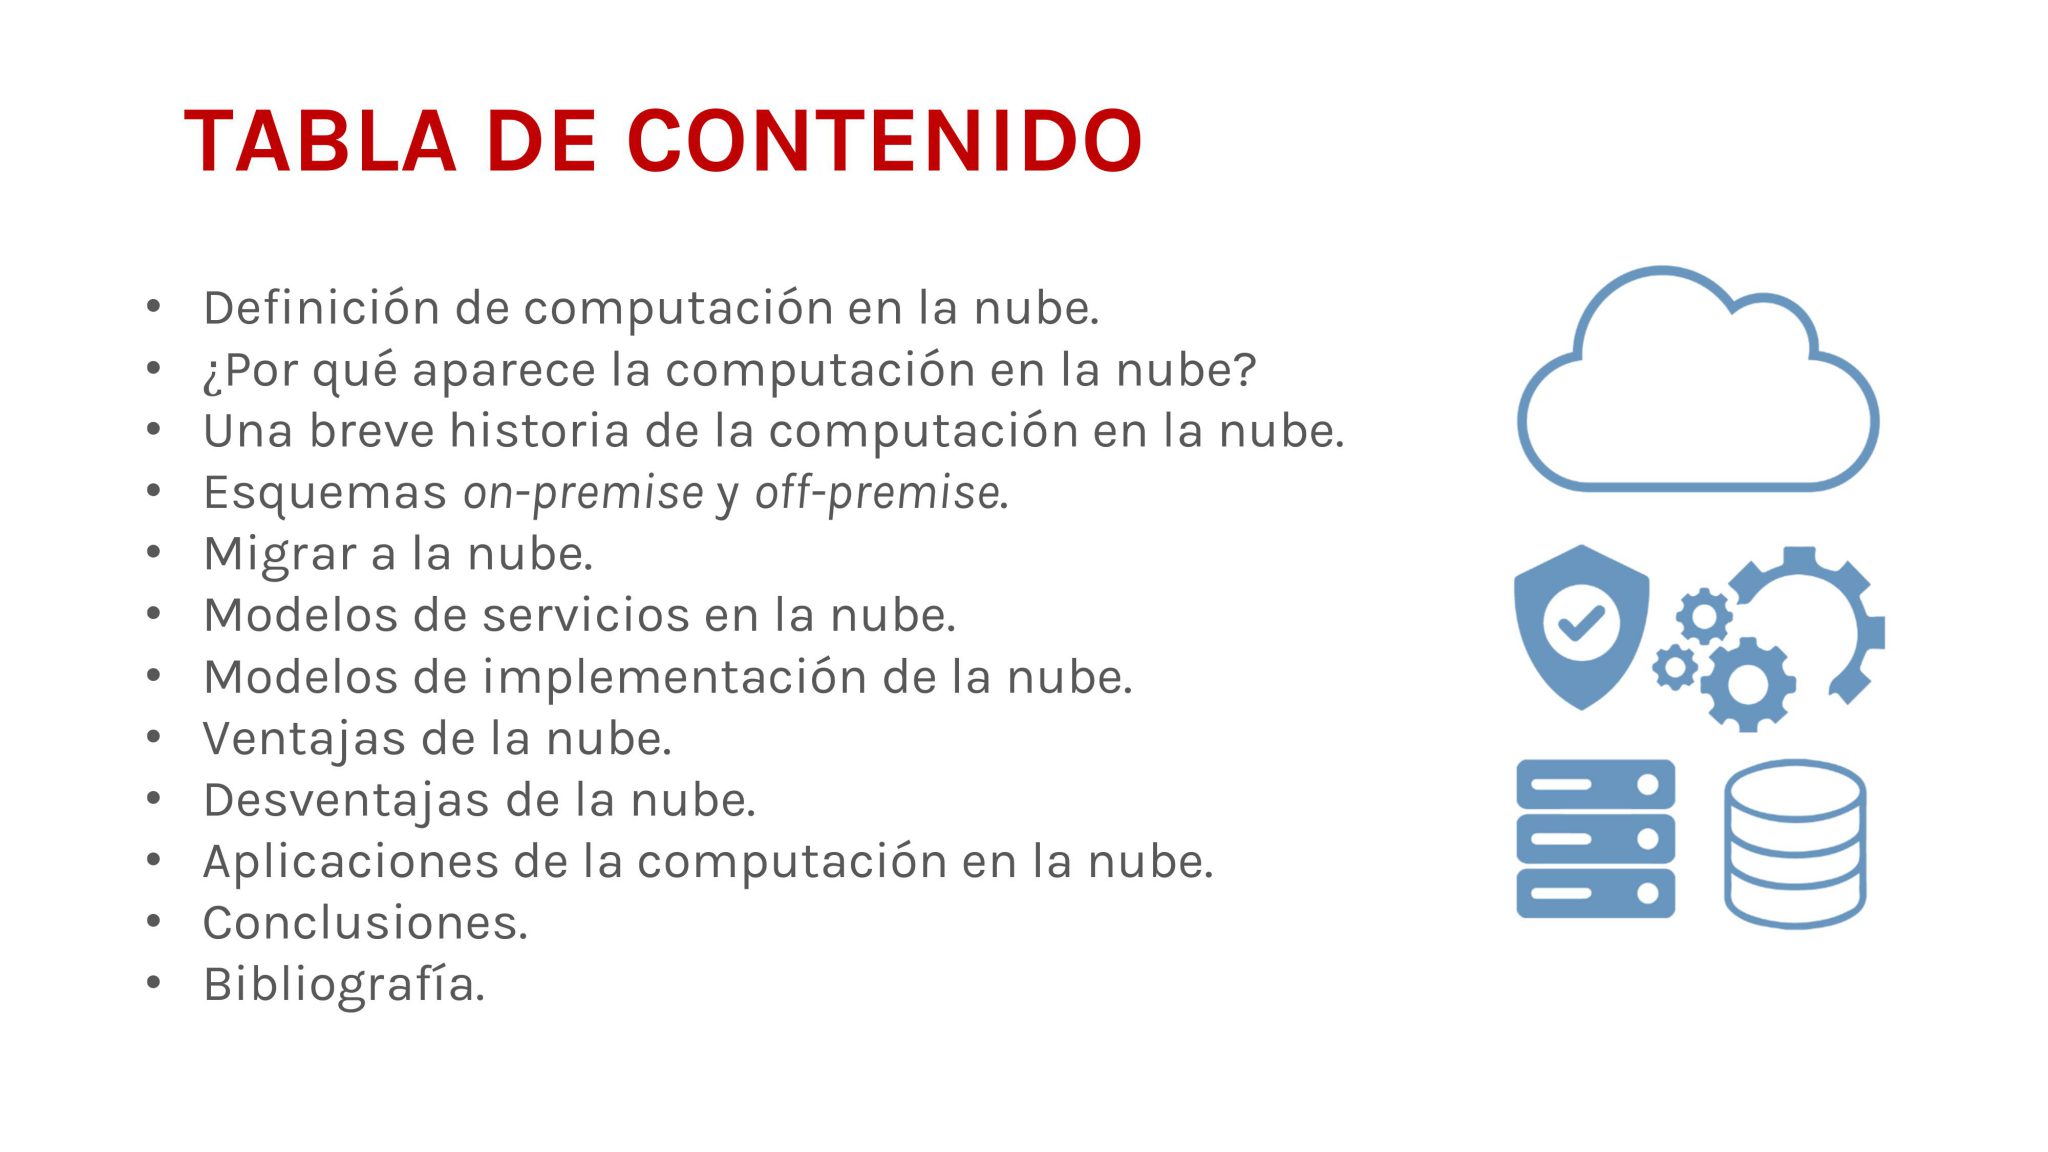 TABLA DE CONTENIDO
• Definición de computación en la nube.
• ¿Por qué aparece la computación en la nube?
• Una breve historia de la computación en la nube.
• Esquemas on-premise y off-premise.
• Migrar a la nube.
• Modelos de servicios en la nube.
• Modelos de implementación de la nube.
• Ventajas de la nube.
• Desventajas de la nube.
• Aplicaciones de la computación en la nube.
• Conclusiones.
• Bibliografía.